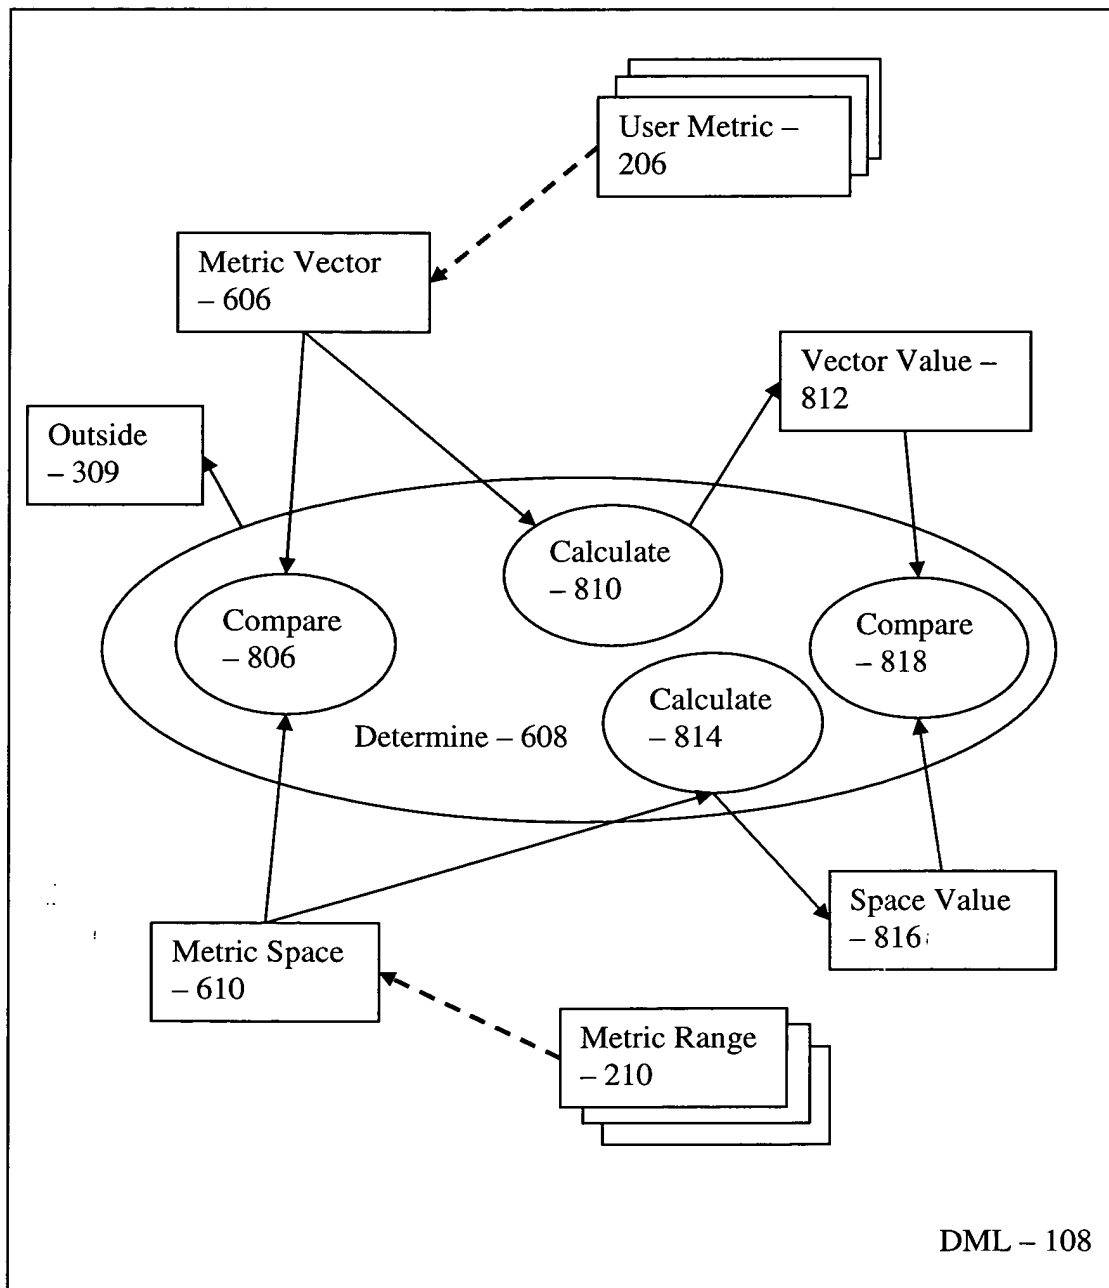 User Metric –
206
Metric Vector
– 606
Vector Value –
812
Outside
– 309
Calculate
– 810
Compare
– 806
Compare
– 818
Calculate
– 814
Determine – 608
Space Value
– 816
Metric Space
– 610
Metric Range
– 210
DML – 108